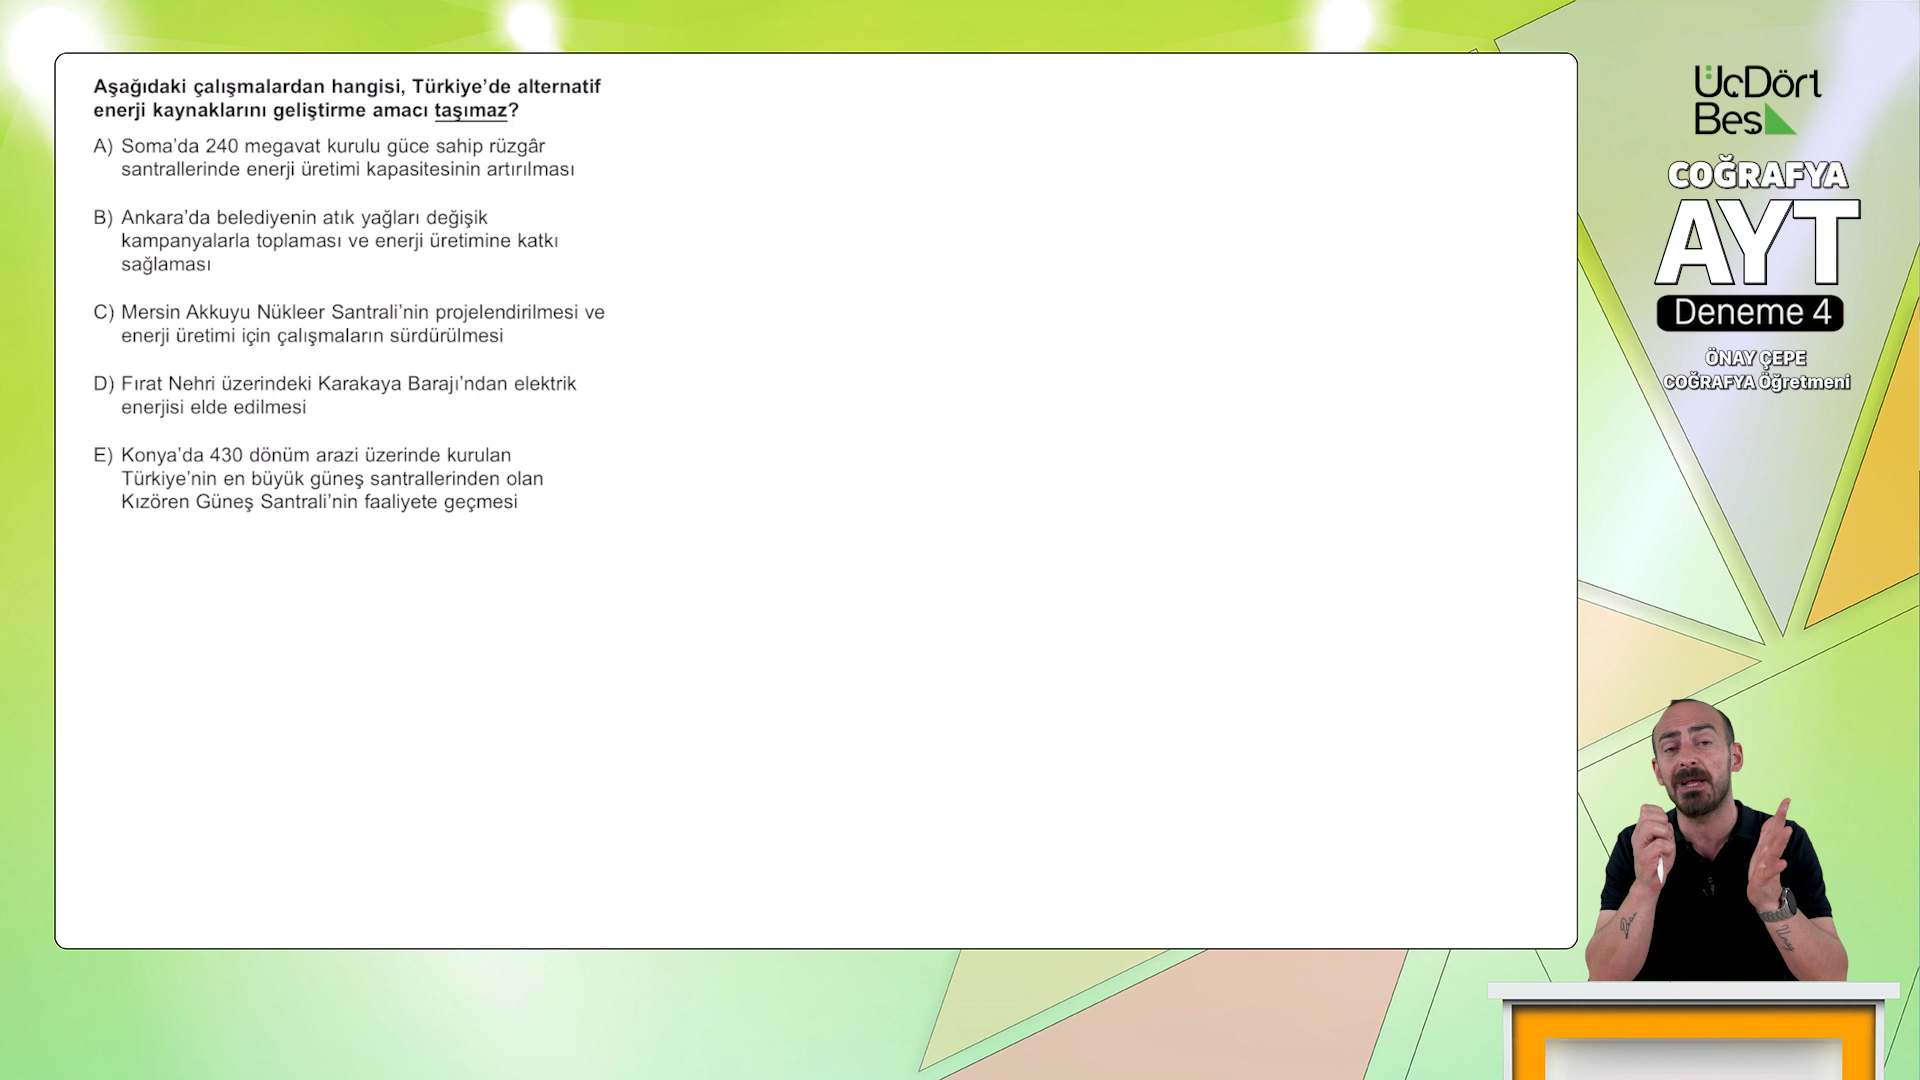 Aşağıdaki çalışmalardan hangisi, Türkiye’de alternatif
enerji kaynaklarını geliştirme amacı taşımaz?
A) Soma’da 240 megavat kurulu güce sahip rüzgâr
santrallerinde enerji üretimi kapasitesinin artırılması
B) Ankara’da belediyenin atık yağları değişik
kampanyalarla toplaması ve enerji üretimine katkı
sağlaması
C) Mersin Akkuyu Nükleer Santrali’nin projelendirilmesi ve
enerji üretimi için çalışmaların sürdürülmesi
D) Fırat Nehri üzerindeki Karakaya Barajı’ndan elektrik
enerjisi elde edilmesi
E) Konya’da 430 dönüm arazi üzerinde kurulan
Türkiye’nin en büyük güneş santrallerinden olan
Kızören Güneş Santrali’nin faaliyete geçmesi
ÜçDört
Beş
COĞRAFYA
AYT
Deneme 4
ÖNAY ÇEPE
COĞRAFYA Öğretmeni